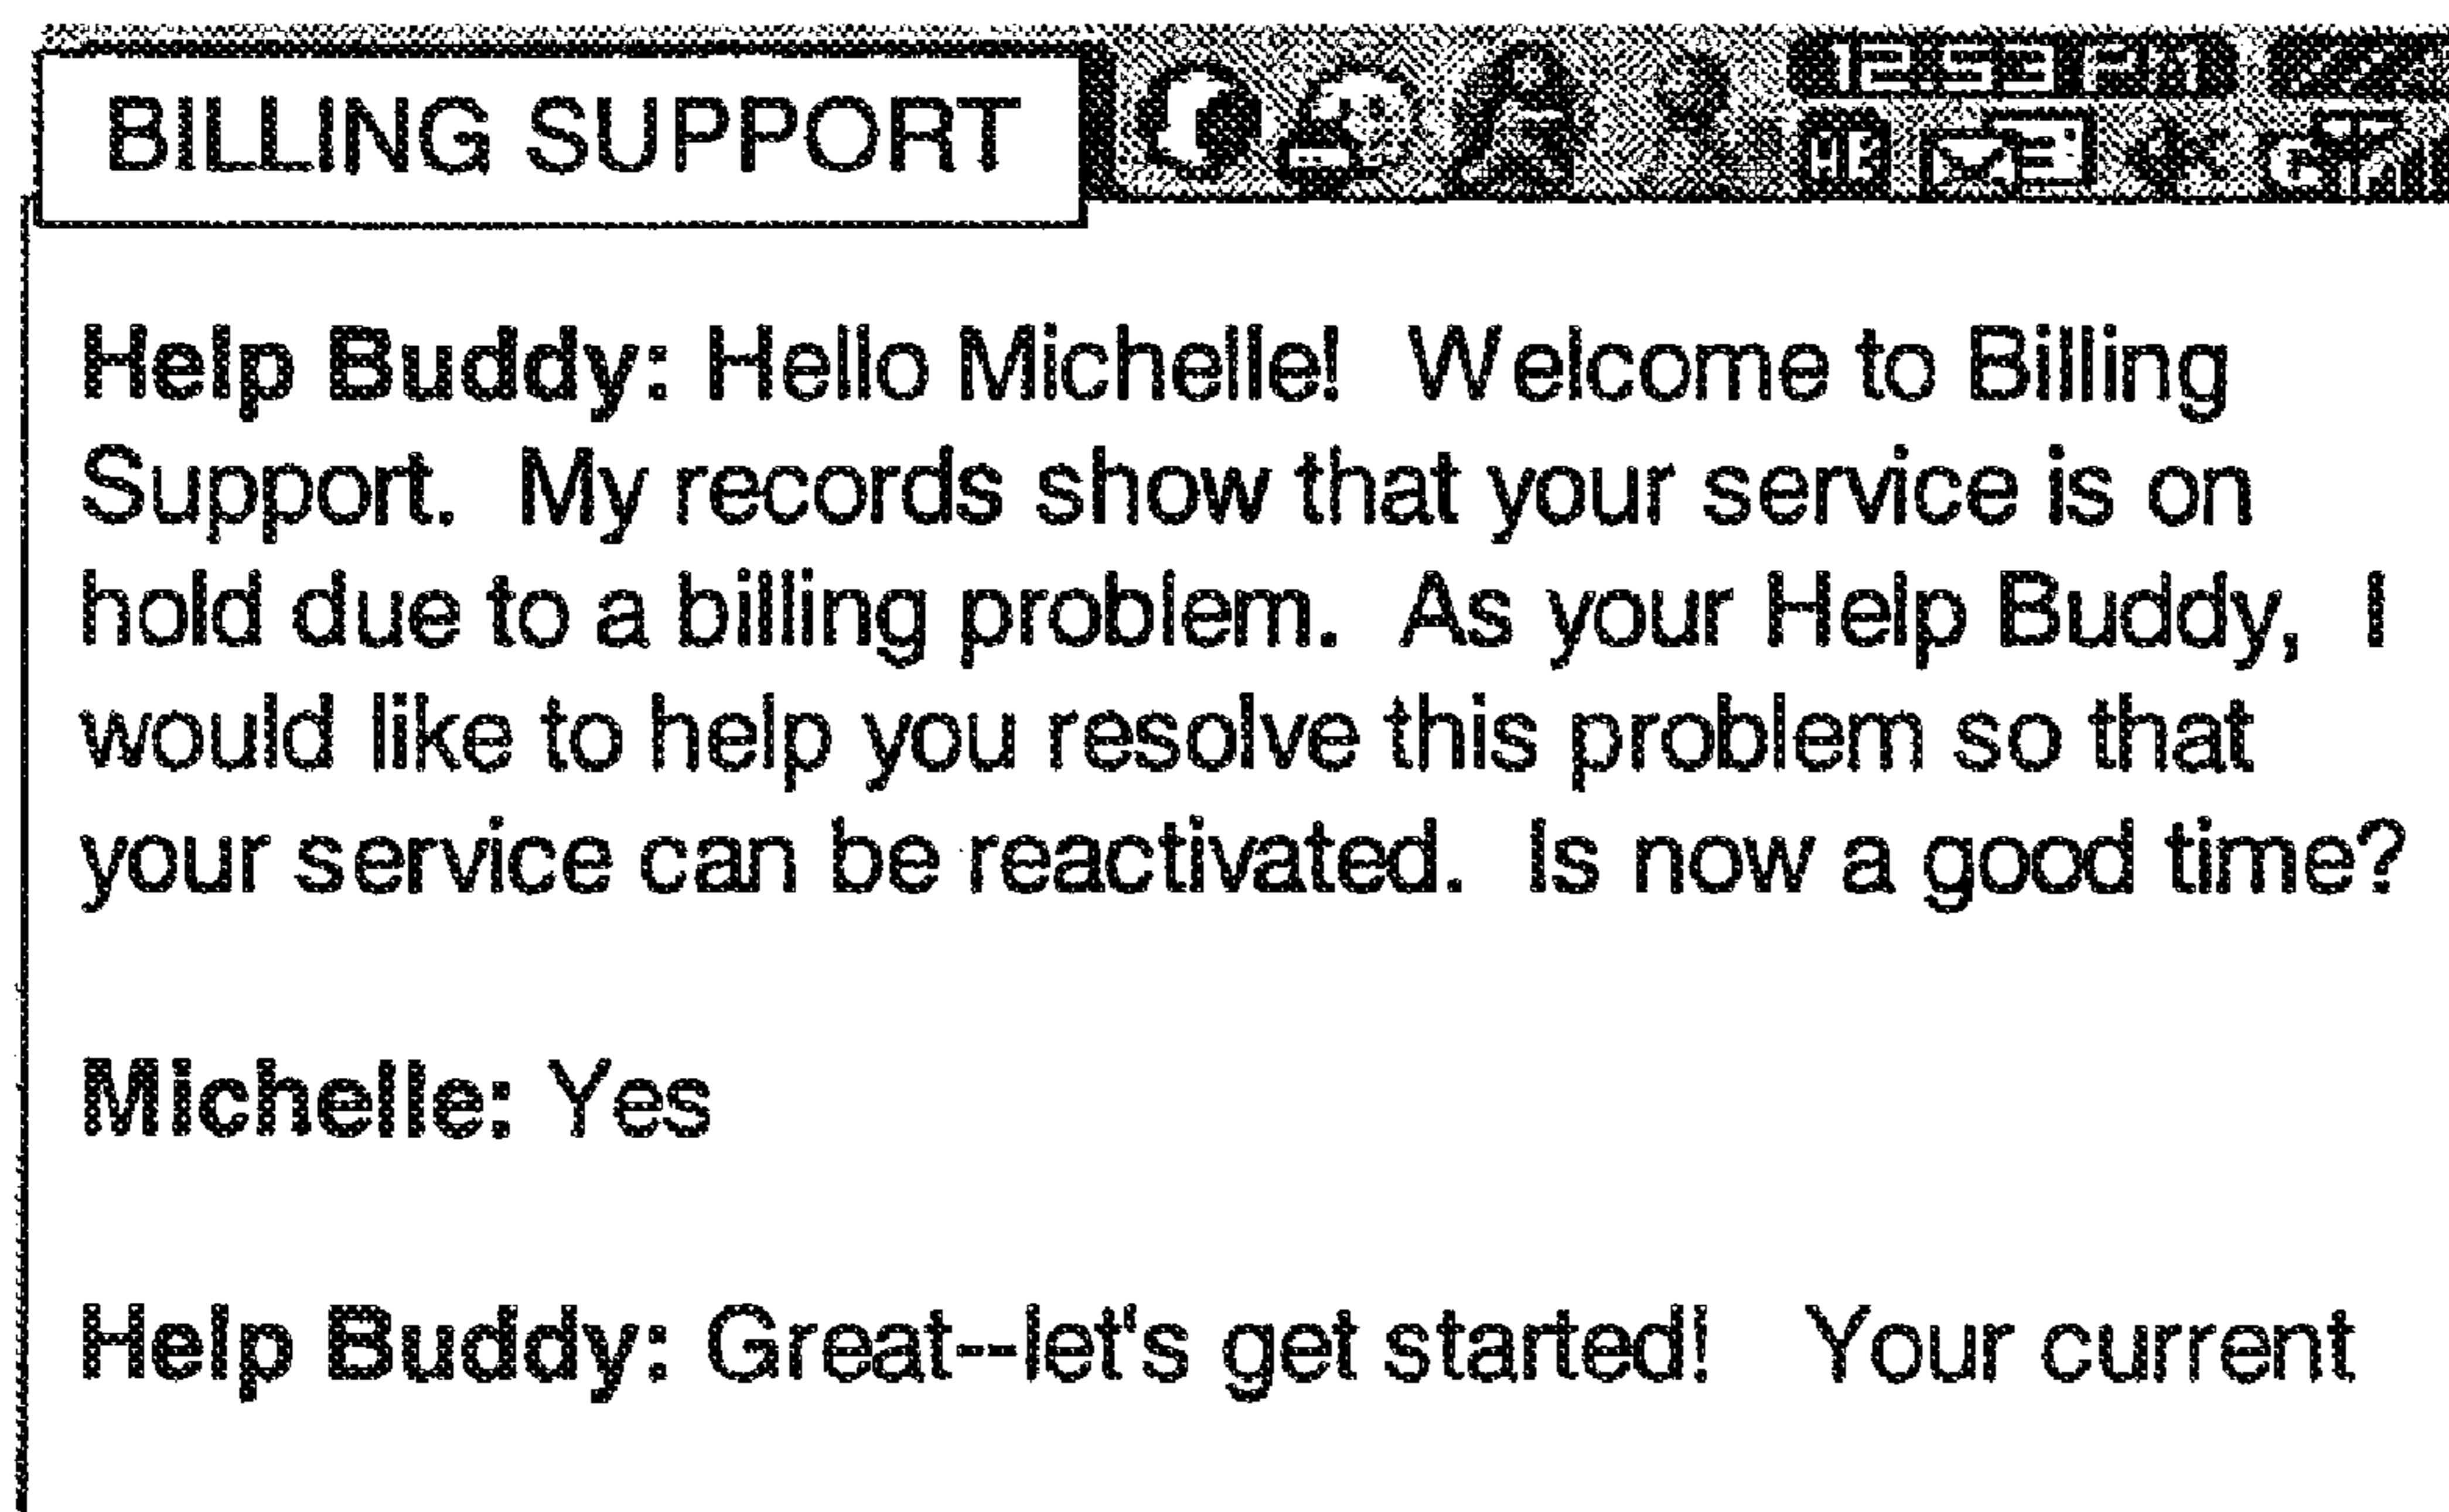 BILLING SUPPORT
Help Buddy: Hello Michelle!  Welcome to Billing
Support.  My records show that your service is on
hold due to a billing problem.  As your Help Buddy,  I
would like to help you resolve this problem so that
your service can be reactivated.  Is now a good time?
Michelle: Yes
Help Buddy: Great--let's get started!   Your current